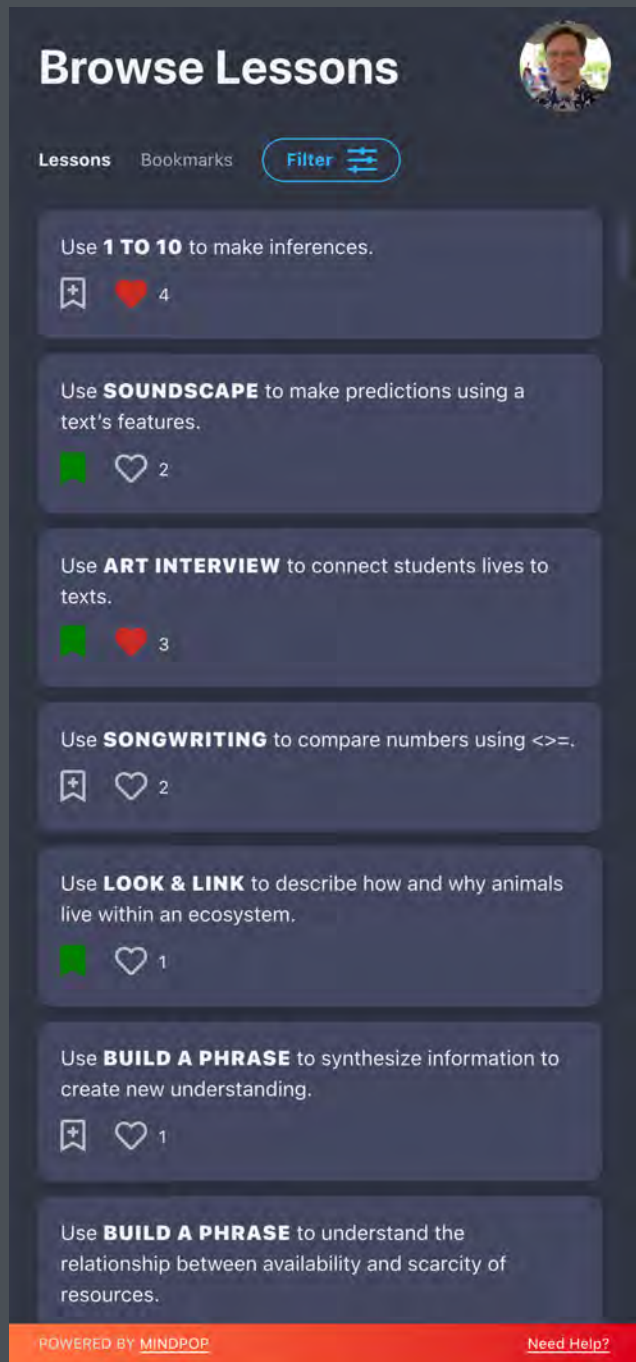 Browse Lessons
Lessons Bookmarks Filter
Use 1 TO 10 to make inferences.
4
Use SOUNDSCAPE to make predictions using a
text's features.
2
Use ART INTERVIEW to connect students lives to
texts.
3
Use SONGWRITING to compare numbers using <>=.
2
Use LOOK & LINK to describe how and why animals
live within an ecosystem.
1
Use BUILD A PHRASE to synthesize information to
create new understanding.
1
Use BUILD A PHRASE to understand the
relationship between availability and scarcity of
resources.
POWERED BY MINDPOP Need Help?